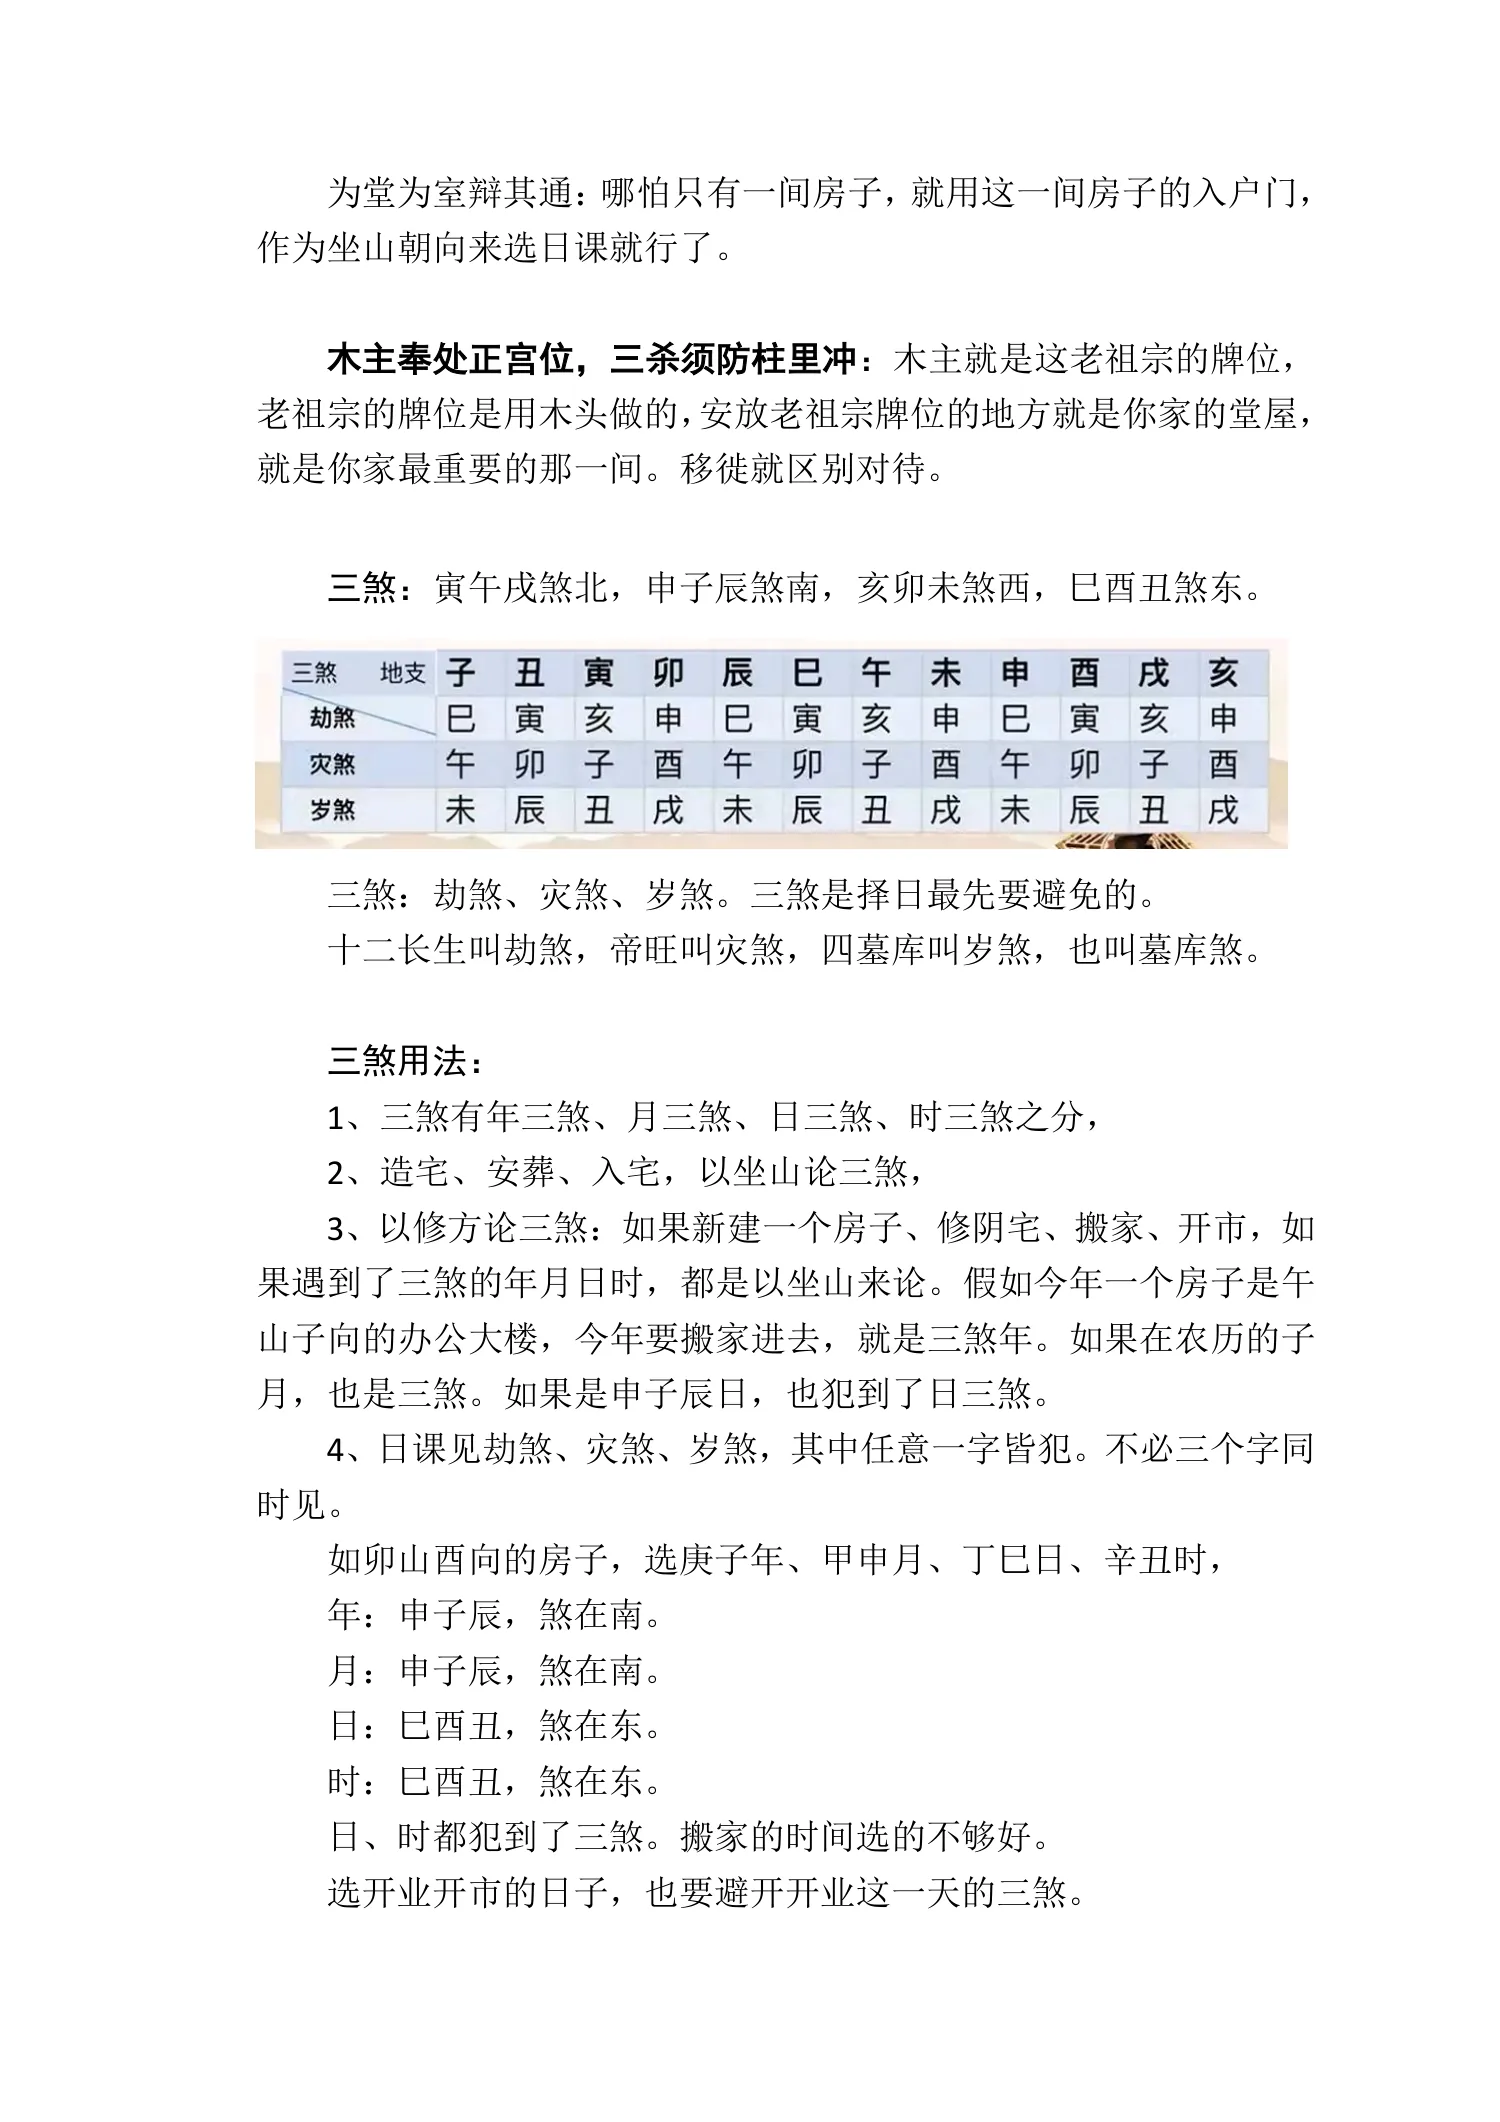 为堂为室辩其通：哪怕只有一间房子，就用这一间房子的入户门，
作为坐山朝向来选日课就行了。
木主奉处正宫位，三杀须防柱里冲：木主就是这老祖宗的牌位，
老祖宗的牌位是用木头做的，安放老祖宗牌位的地方就是你家的堂屋，
就是你家最重要的那一间。移徙就区别对待。
三煞：寅午戌煞北，申子辰煞南，亥卯未煞西，巳酉丑煞东。
三煞 地支 子 丑 寅 卯 辰 巳 午 未 申 酉 戌 亥
劫煞 巳 寅 亥 申 巳 寅 亥 申 巳 寅 亥 申
灾煞 午 卯 子 酉 午 卯 子 酉 午 卯 子 酉
岁煞 未 辰 丑 戌 未 辰 丑 戌 未 辰 丑 戌
三煞：劫煞、灾煞、岁煞。三煞是择日最先要避免的。
十二长生叫劫煞，帝旺叫灾煞，四墓库叫岁煞，也叫墓库煞。
三煞用法：
1、三煞有年三煞、月三煞、日三煞、时三煞之分，
2、造宅、安葬、入宅，以坐山论三煞，
3、以修方论三煞：如果新建一个房子、修阴宅、搬家、开市，如
果遇到了三煞的年月日时，都是以坐山来论。假如今年一个房子是午
山子向的办公大楼，今年要搬家进去，就是三煞年。如果在农历的子
月，也是三煞。如果是申子辰日，也犯到了日三煞。
4、日课见劫煞、灾煞、岁煞，其中任意一字皆犯。不必三个字同
时见。
如卯山酉向的房子，选庚子年、甲申月、丁巳日、辛丑时，
年：申子辰，煞在南。
月：申子辰，煞在南。
日：巳酉丑，煞在东。
时：巳酉丑，煞在东。
日、时都犯到了三煞。搬家的时间选的不够好。
选开业开市的日子，也要避开开业这一天的三煞。